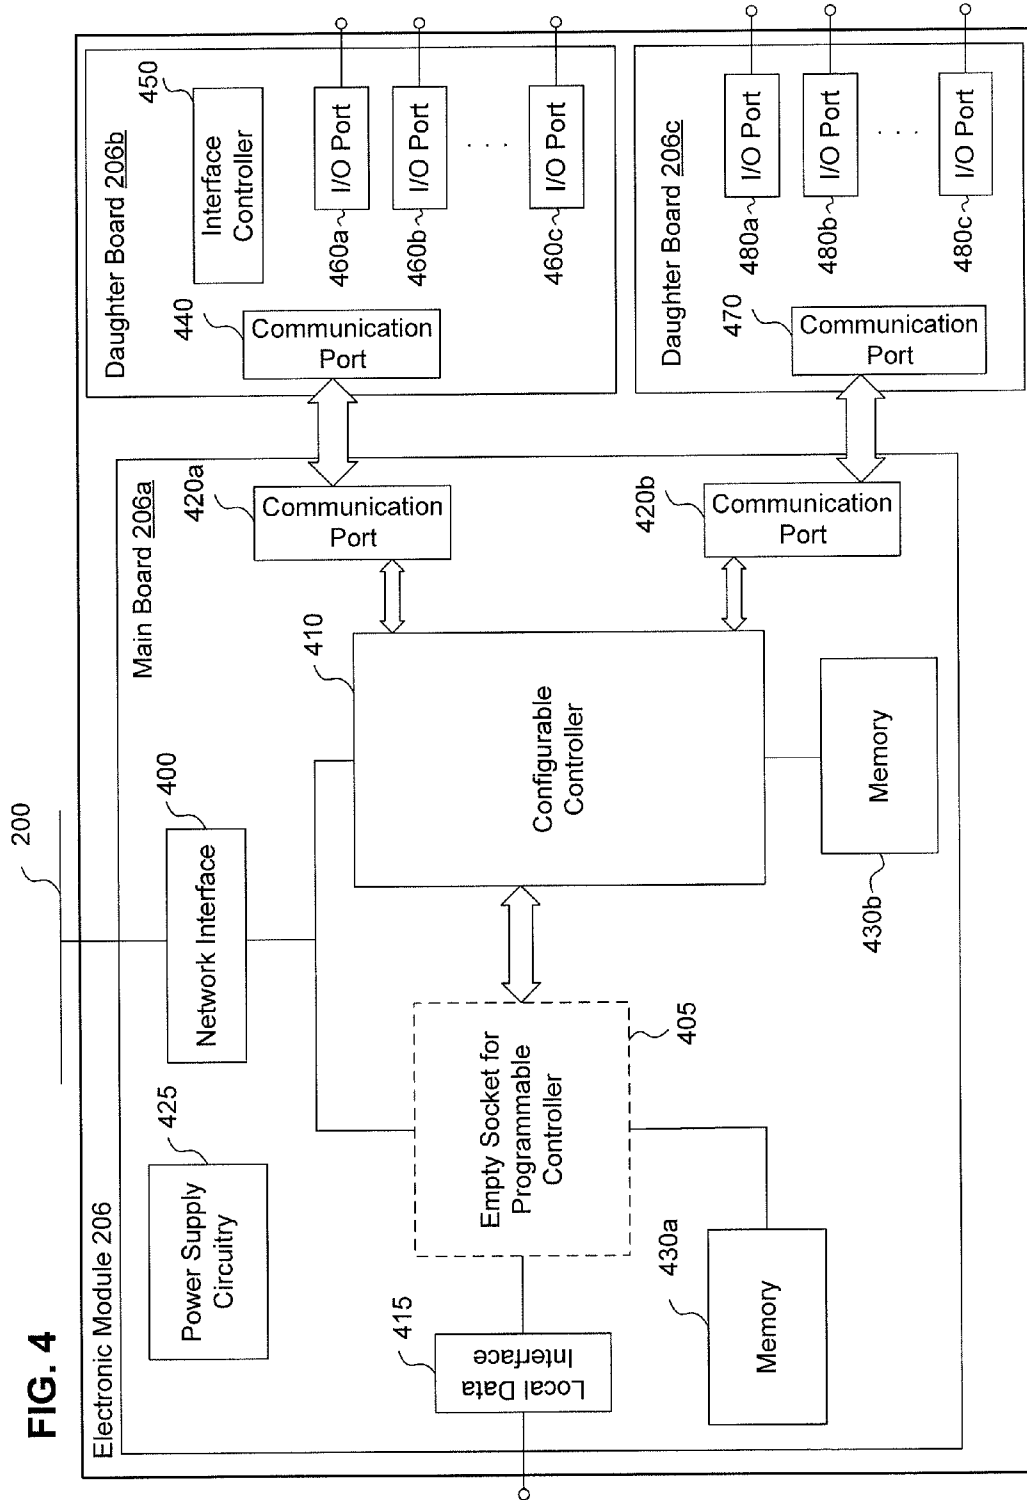 FIG. 4
200
Electronic Module 206
Main Board 206a
Power Supply
Circuitry
425
Network Interface
400
Local Data
Interface
415
Empty Socket for
Programmable
Controller
405
Configurable
Controller
410
Memory
430a
Memory
430b
Communication
Port
420a
Communication
Port
420b
Daughter Board 206b
Communication
Port
440
Interface
Controller
450
I/O Port
460a
I/O Port
460b
. . . .
I/O Port
460c
Daughter Board 206c
Communication
Port
470
I/O Port
480a
I/O Port
480b
. . . .
I/O Port
480c